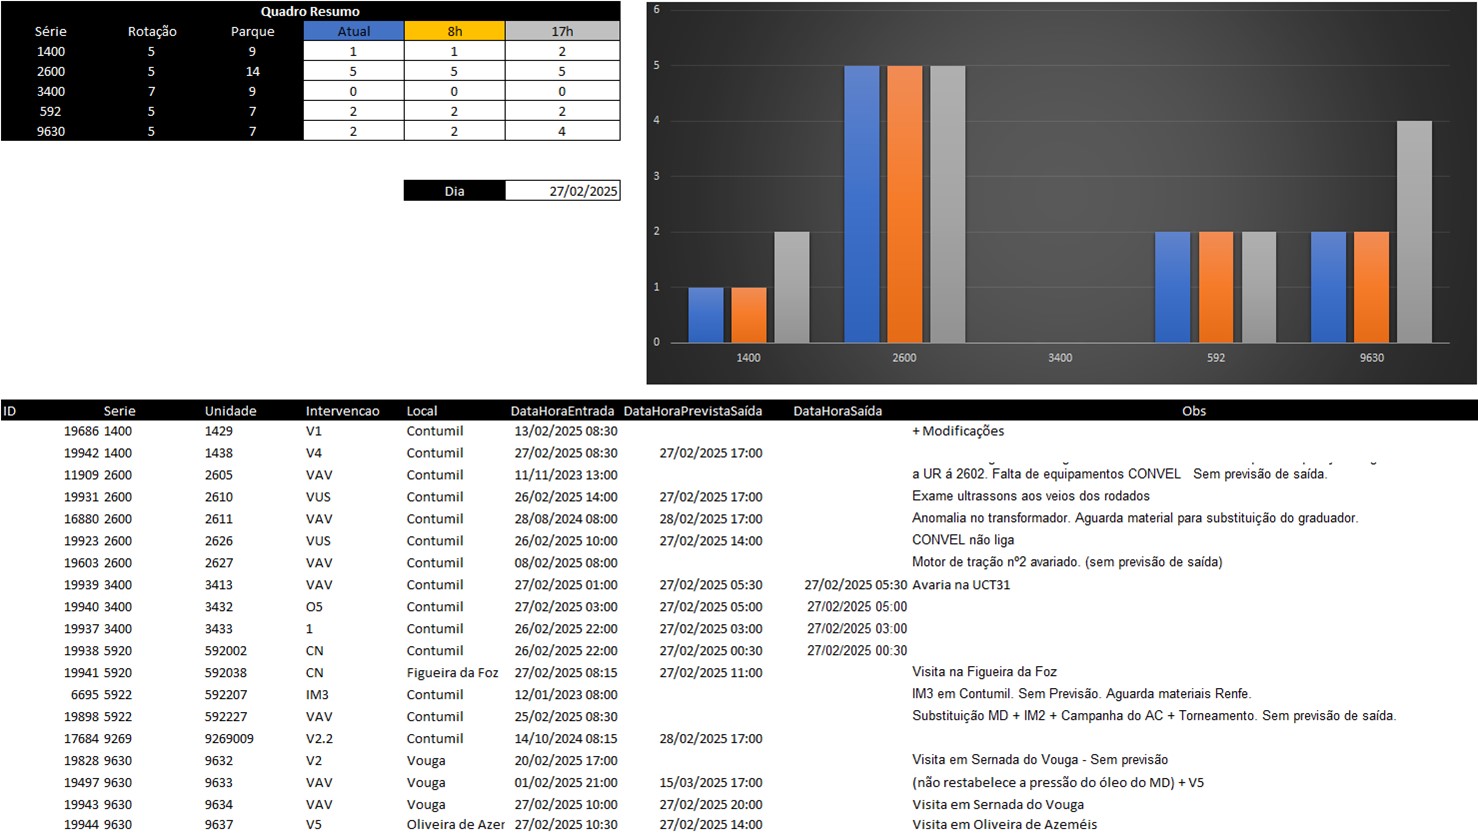 Quadro Resumo
Série Rotação Parque Atual 8h 17h
1400 5 9 1 1 2
2600 5 14 5 5 5
3400 7 9 0 0 0
592 5 7 2 2 2
9630 5 7 2 2 4
Dia 27/02/2025
6
5
4
3
2
1
0
1400 2600 3400 592 9630
ID Serie Unidade Intervencao Local DataHoraEntrada DataHoraPrevistaSaída DataHoraSaída Obs
19686 1400 1429 V1 Contumil 13/02/2025 08:30 + Modificações
19942 1400 1438 V4 Contumil 27/02/2025 08:30 27/02/2025 17:00
11909 2600 2605 VAV Contumil 11/11/2023 13:00 a UR á 2602. Falta de equipamentos CONVEL Sem previsão de saída.
19931 2600 2610 VUS Contumil 26/02/2025 14:00 27/02/2025 17:00 Exame ultrassons aos veios dos rodados
16880 2600 2611 VAV Contumil 28/08/2024 08:00 28/02/2025 17:00 Anomalia no transformador. Aguarda material para substituição do graduador.
19923 2600 2626 VUS Contumil 26/02/2025 10:00 27/02/2025 14:00 CONVEL não liga
19603 2600 2627 VAV Contumil 08/02/2025 08:00 Motor de tração nº2 avariado. (sem previsão de saída)
19939 3400 3413 VAV Contumil 27/02/2025 01:00 27/02/2025 05:30 27/02/2025 05:30 Avaria na UCT31
19940 3400 3432 O5 Contumil 27/02/2025 03:00 27/02/2025 05:00 27/02/2025 05:00
19937 3400 3433 1 Contumil 26/02/2025 22:00 27/02/2025 03:00 27/02/2025 03:00
19938 5920 592002 CN Contumil 26/02/2025 22:00 27/02/2025 00:30 27/02/2025 00:30
19941 5920 592038 CN Figueira da Foz 27/02/2025 08:15 27/02/2025 11:00 Visita na Figueira da Foz
6695 5922 592207 IM3 Contumil 12/01/2023 08:00 IM3 em Contumil. Sem Previsão. Aguarda materiais Renfe.
19898 5922 592227 VAV Contumil 25/02/2025 08:30 Substituição MD + IM2 + Campanha do AC + Torneamento. Sem previsão de saída.
17684 9269 9269009 V2.2 Contumil 14/10/2024 08:15 28/02/2025 17:00
19828 9630 9632 V2 Vouga 20/02/2025 17:00 Visita em Sernada do Vouga - Sem previsão
19497 9630 9633 VAV Vouga 01/02/2025 21:00 15/03/2025 17:00 (não restabelece a pressão do óleo do MD) + V5
19943 9630 9634 VAV Vouga 27/02/2025 10:00 27/02/2025 20:00 Visita em Sernada do Vouga
19944 9630 9637 V5 Oliveira de Azer 27/02/2025 10:30 27/02/2025 14:00 Visita em Oliveira de Azeméis